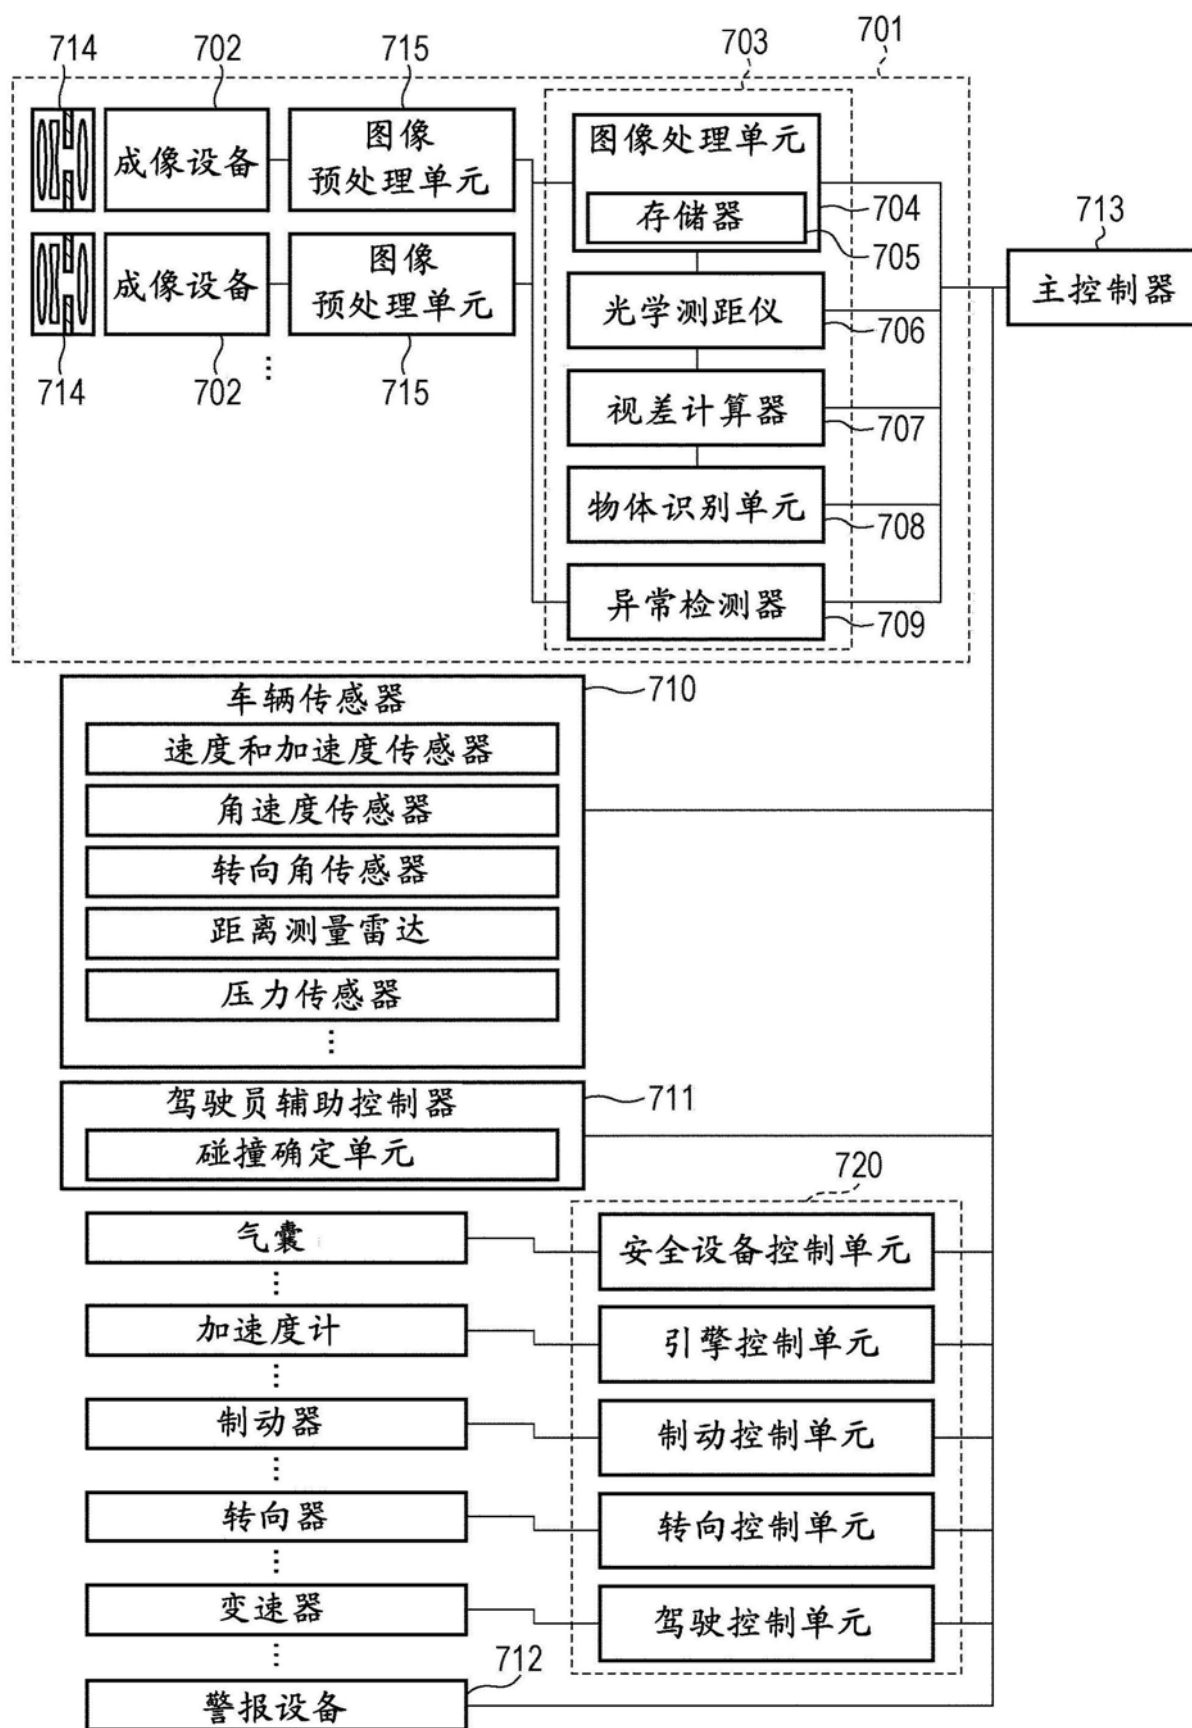 701
703
714
702
715
成像设备
图像
预处理单元
图像处理单元
存储器
704
705
713
主控制器
成像设备
图像
预处理单元
714
702
715
光学测距仪
706
视差计算器
707
物体识别单元
708
异常检测器
709
710
车辆传感器
速度和加速度传感器
角速度传感器
转向角传感器
距离测量雷达
压力传感器
711
驾驶员辅助控制器
碰撞确定单元
720
气囊
安全设备控制单元
加速度计
引擎控制单元
制动器
制动控制单元
转向器
转向控制单元
变速器
驾驶控制单元
712
警报设备